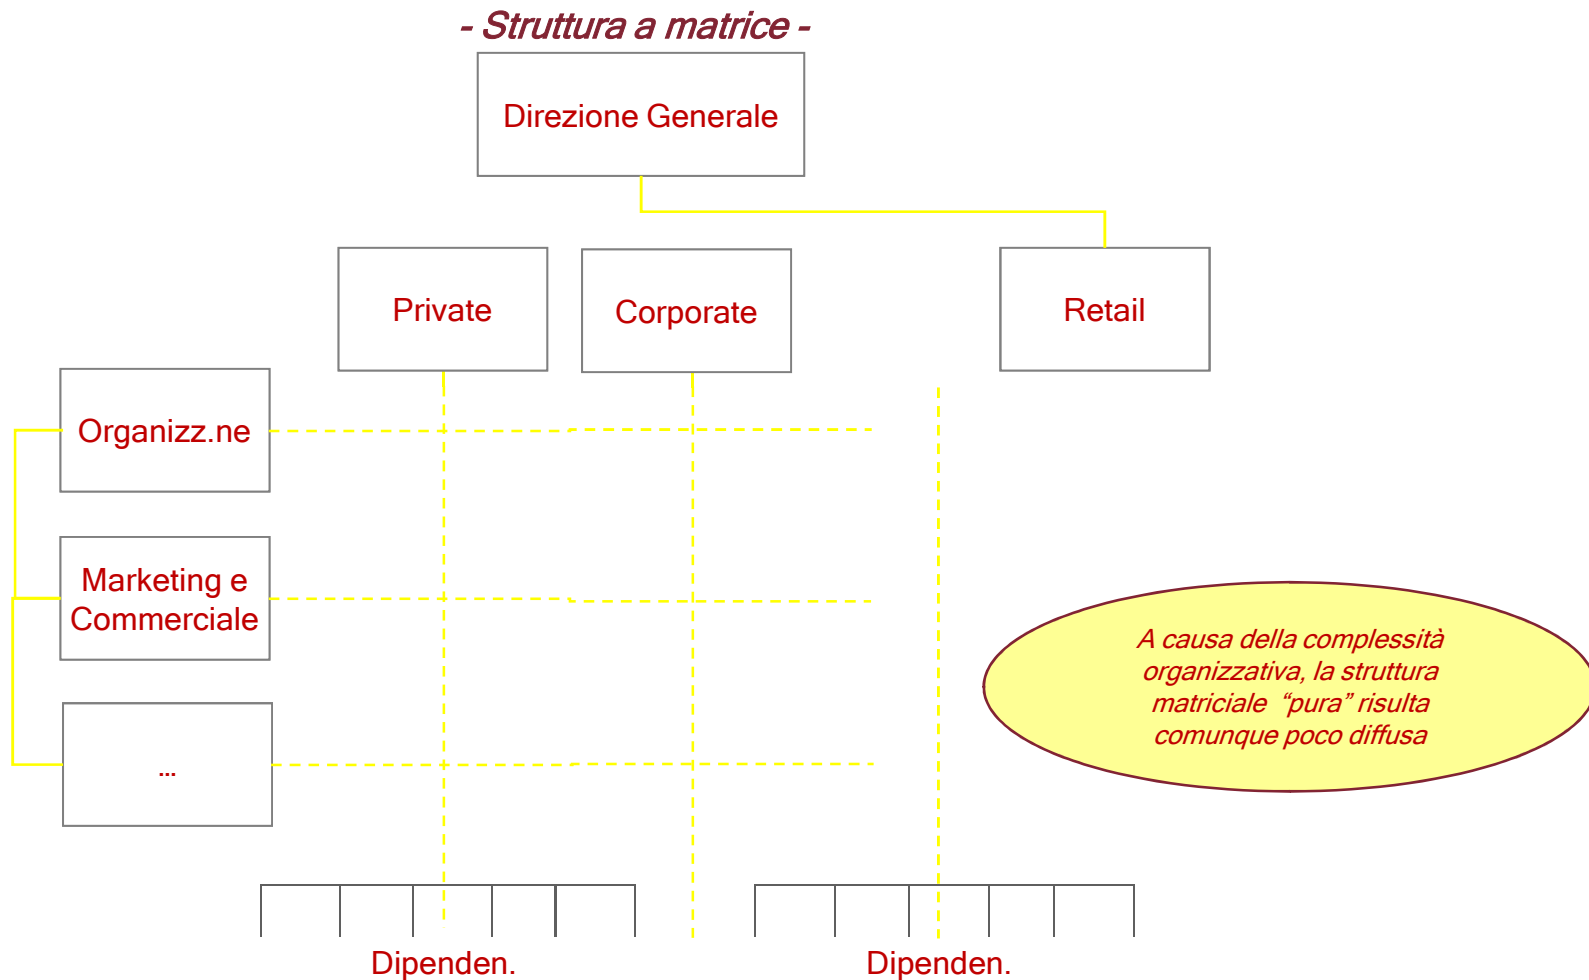 - Struttura a matrice -
Direzione Generale
Private
Corporate
Retail
Organizz.ne
Marketing e
Commerciale
...
A causa della complessità
organizzativa, la struttura
matriciale “pura” risulta
comunque poco diffusa
Dipenden.
Dipenden.